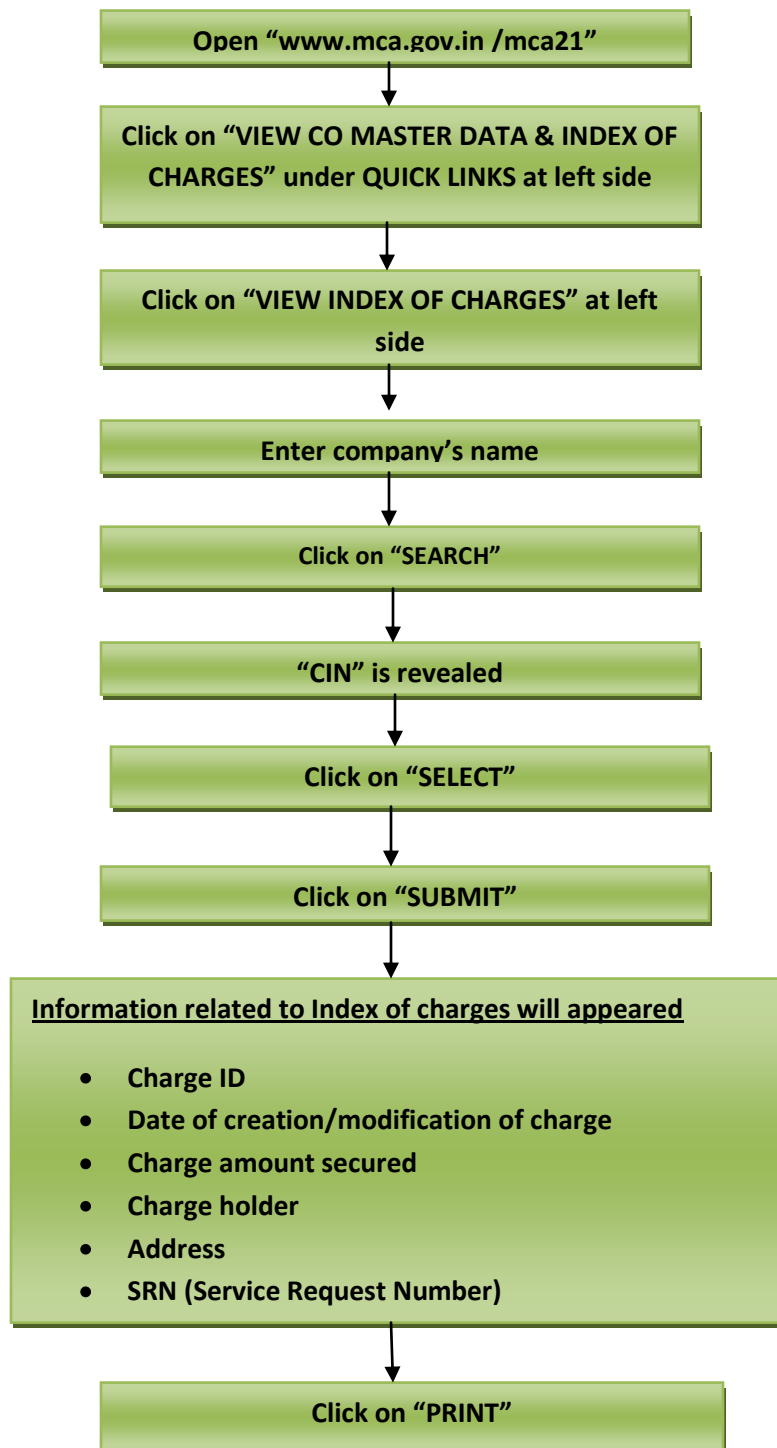 Open “www.mca.gov.in /mca21”
Click on “VIEW CO MASTER DATA & INDEX OF
CHARGES” under QUICK LINKS at left side
Click on “VIEW INDEX OF CHARGES” at left
side
Enter company’s name
Click on “SEARCH”
“CIN” is revealed
Click on “SELECT”
Click on “SUBMIT”
Information related to Index of charges will appeared
• Charge ID
• Date of creation/modification of charge
• Charge amount secured
• Charge holder
• Address
• SRN (Service Request Number)
Click on “PRINT”